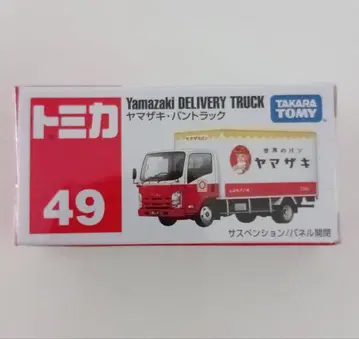 トミカ
49
Yamazaki DELIVERY TRUCK
ヤマザキ・パントラック
TAKARA
TOMY
世界のパン
ヤマザキ
サスペンション/パネル開閉